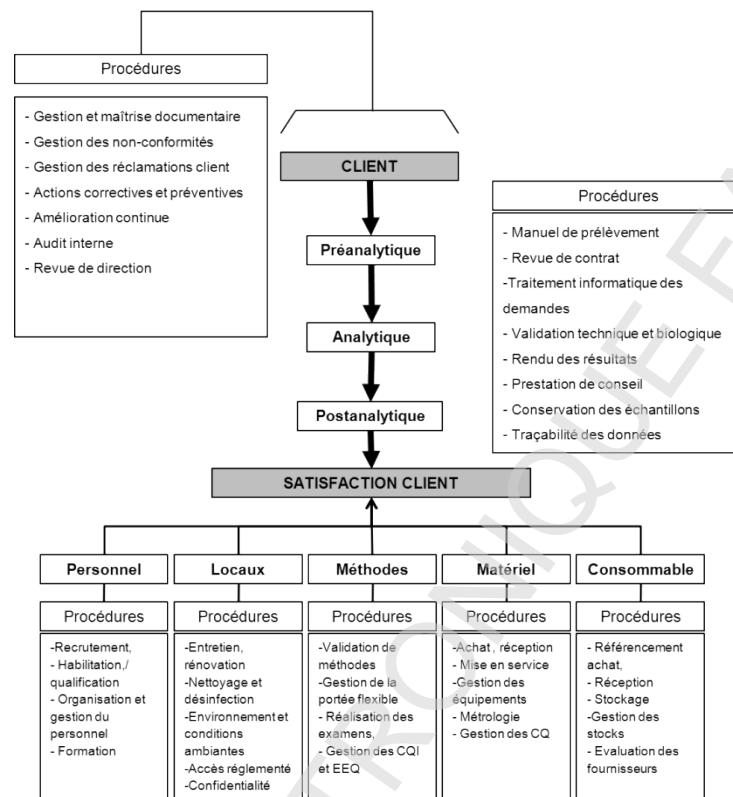 Procédures
- Gestion et maîtrise documentaire
- Gestion des non-conformités
- Gestion des réclamations client
- Actions correctives et préventives
- Amélioration continue
- Audit interne
- Revue de direction
CLIENT
Préanalytique
Analytique
Postanalytique
Procédures
- Manuel de prélèvement
- Revue de contrat
-Traitement informatique des
demandes
- Validation technique et biologique
- Rendu des résultats
- Prestation de conseil
- Conservation des échantillons
- Traçabilité des données
SATISFACTION CLIENT
Personnel
Procédures
-Recrutement,
- Habilitation,/
qualification
- Organisation et
gestion du
personnel
- Formation
Locaux
Procédures
-Entretien,
rénovation
- Nettoyage et
désinfection
- Environnement et
conditions
ambiantes
-Accès réglementé
-Confidentialité
Méthodes
Procédures
-Validation de
méthodes
-Gestion de la
portée flexible
- Réalisation des
examens,
- Gestion des CQI
et EEQ
Matériel
Procédures
-Achat , réception
- Mise en service
-Gestion des
équipements
- Métrologie
- Gestion des CQ
Consommable
Procédures
- Référencement
achat,
- Réception
- Stockage
-Gestion des
stocks
- Evaluation des
fournisseurs
TRONIQUE